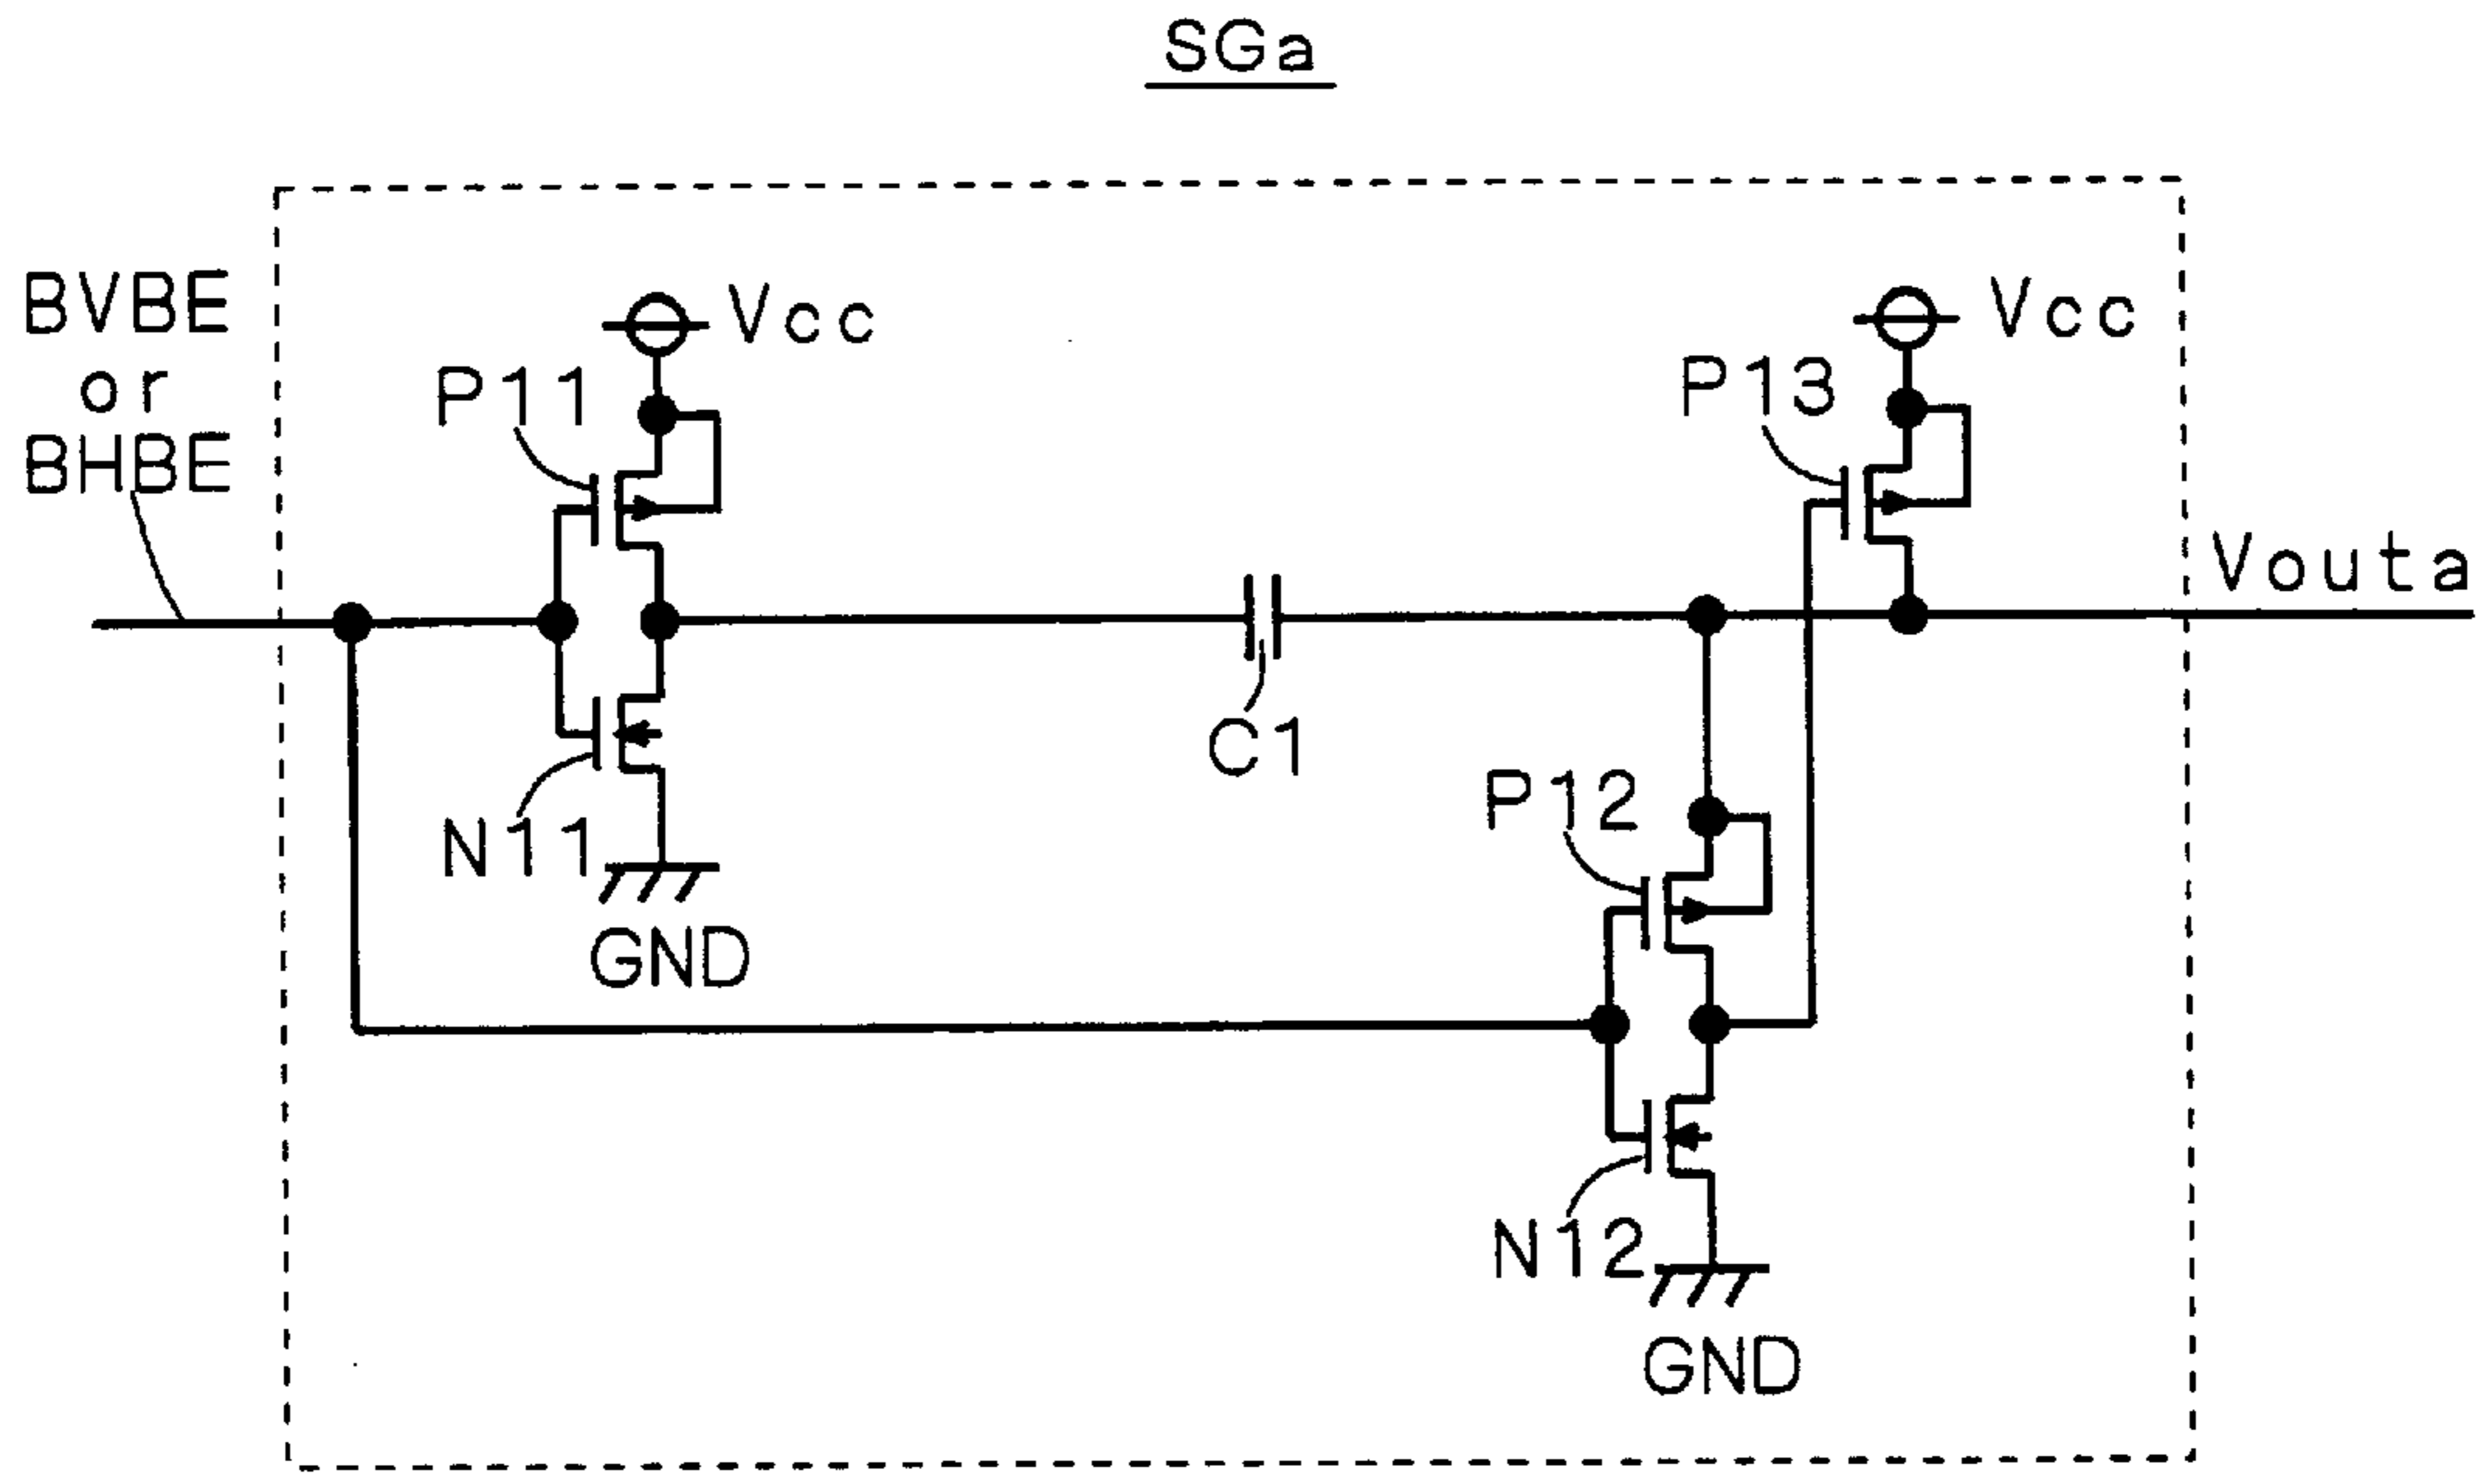 SGa
BVBE
or
BHBE
Vcc
P11
Vcc
P13
Vouta
C1
N11
GND
P12
N12
GND